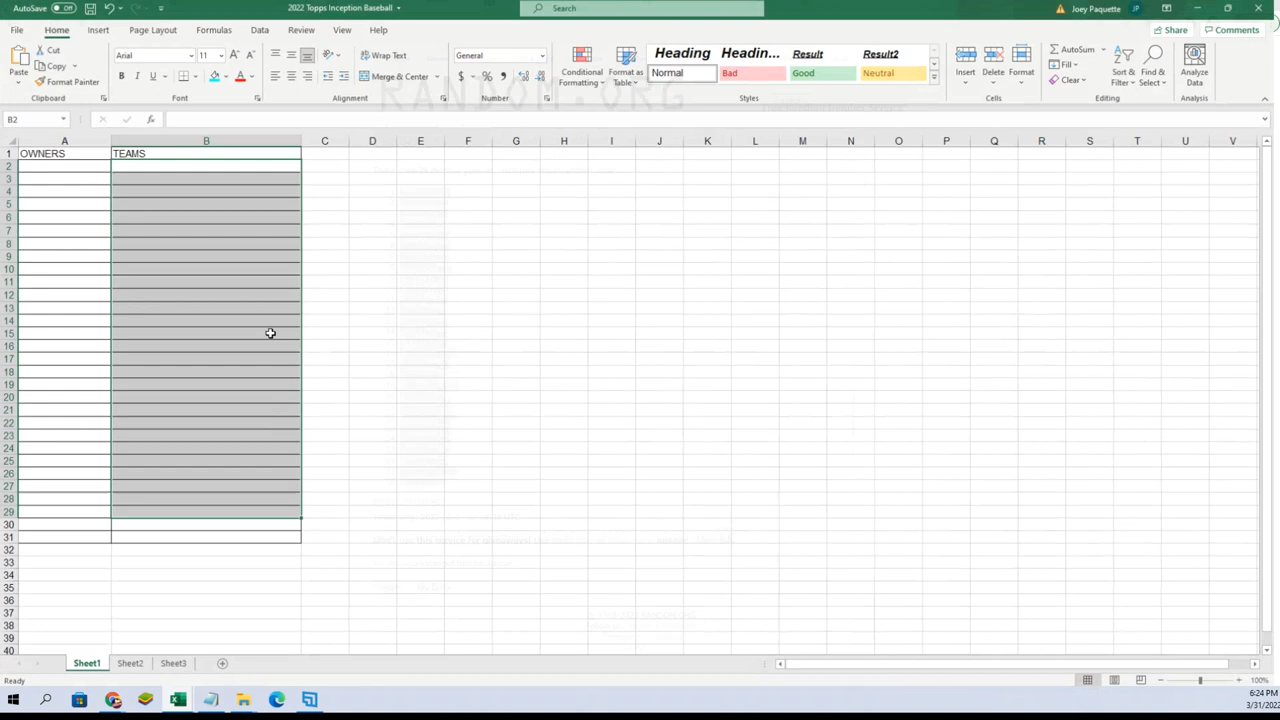 AutoSave Off 2022 Topps Inception Baseball Search Joey Paquette JP
File Home Insert Page Layout Formulas Data Review View Help Share Comments
Paste Cut Copy Format Painter Clipboard
Arial 11 B I U A Font
Wrap Text Merge & Center Alignment
General $ % Number
Conditional Formatting Format as Table
Heading Headin... Result Result2
Normal Bad Good Neutral Styles
Insert Delete Format Cells
AutoSum Fill Clear Sort & Filter Find & Select Editing
Analyze Data Analysis
RANDOM.ORG
B2 fx
A B C D E F G H I J K L M N O P Q R S T U V
1 OWNERS TEAMS
2
3
4
5
6
7
8
9
10
11
12
13
14
15
16
17
18
19
20
21
22
23
24
25
26
27
28
29
30
31
32
33
34
35
36
37
38
39
40
Sheet1 Sheet2 Sheet3
Ready 100%
6:24 PM
3/31/2022